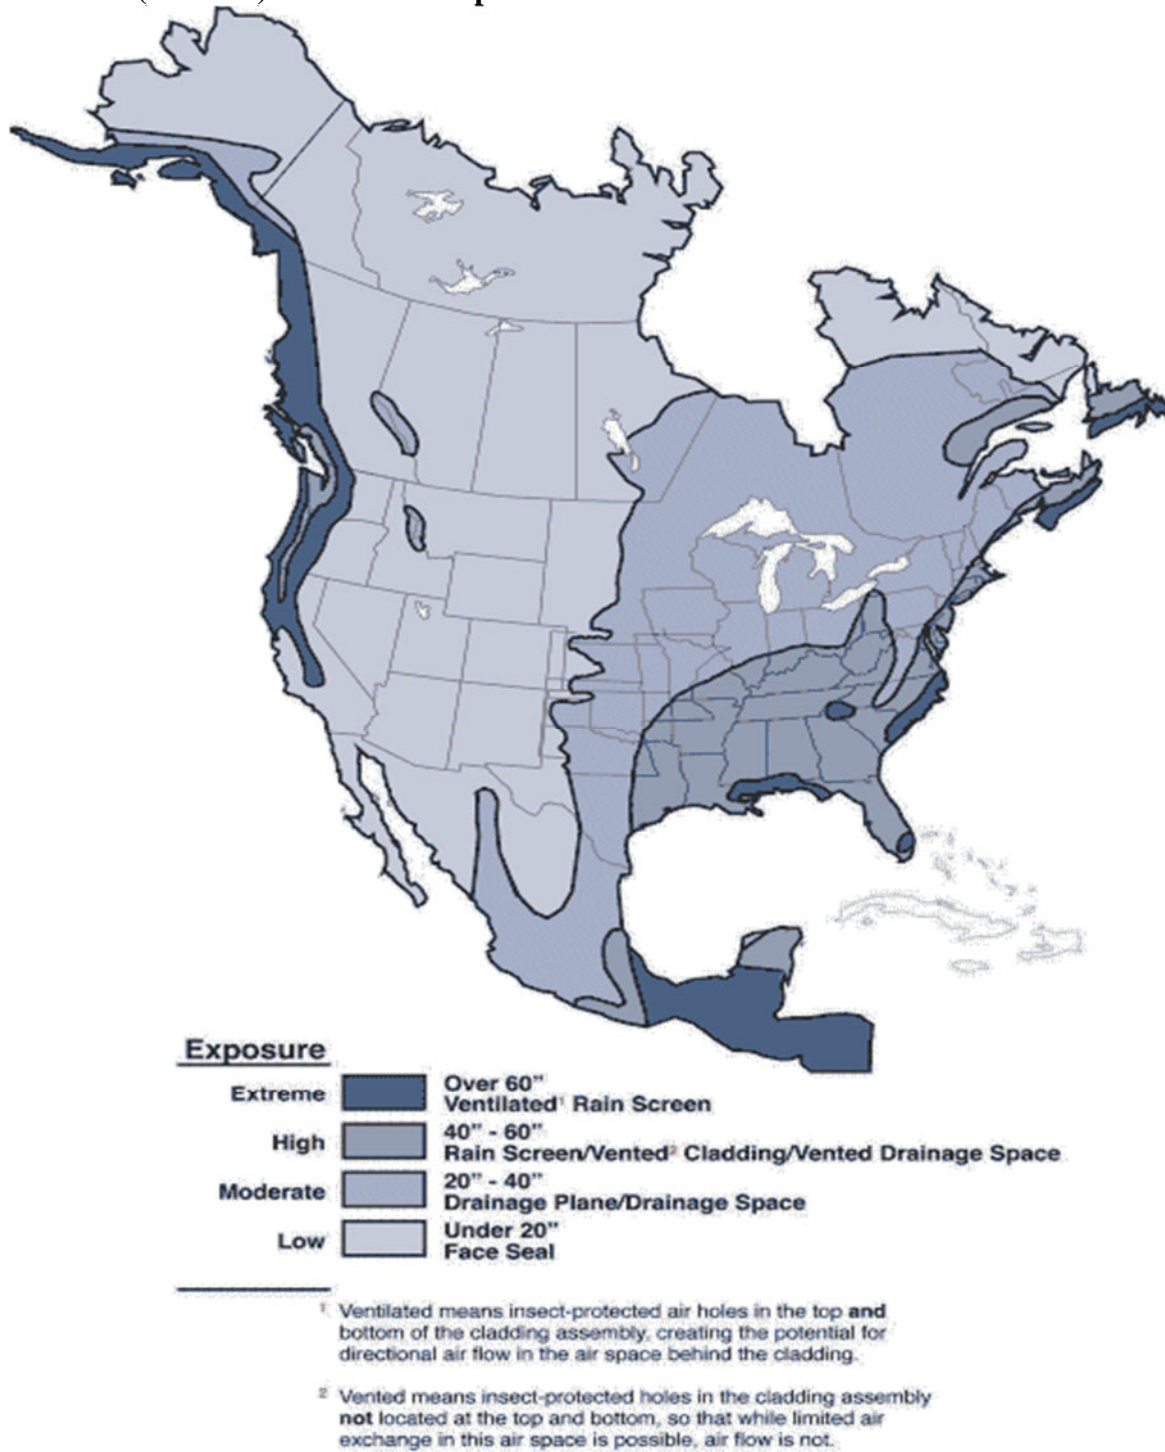 Exposure
Extreme
Over 60"
Ventilated¹ Rain Screen
High
40" - 60"
Rain Screen/Vented² Cladding/Vented Drainage Space
Moderate
20" - 40"
Drainage Plane/Drainage Space
Low
Under 20"
Face Seal
1 Ventilated means insect-protected air holes in the top and
bottom of the cladding assembly, creating the potential for
directional air flow in the air space behind the cladding.
2 Vented means insect-protected holes in the cladding assembly
not located at the top and bottom, so that while limited air
exchange in this air space is possible, air flow is not.